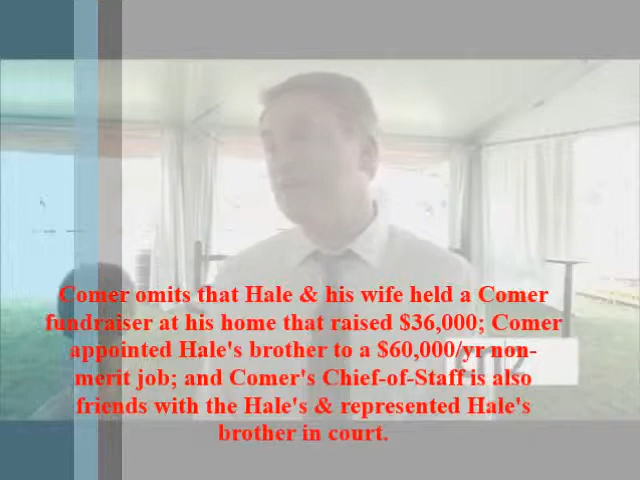 Comer omits that Hale & his wife held a Comer
fundraiser at his home that raised $36,000; Comer
appointed Hale's brother to a $60,000/yr non-
merit job; and Comer's Chief-of-Staff is also
friends with the Hale's & represented Hale's
brother in court.